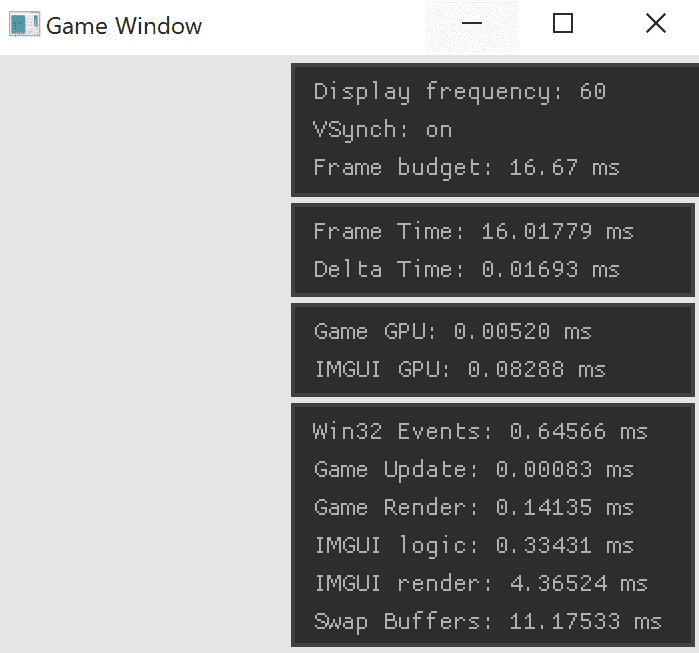 Game Window
Display frequency: 60
VSynch: on
Frame budget: 16.67 ms
Frame Time: 16.01779 ms
Delta Time: 0.01693 ms
Game GPU: 0.00520 ms
IMGUI GPU: 0.08288 ms
Win32 Events: 0.64566 ms
Game Update: 0.00083 ms
Game Render: 0.14135 ms
IMGUI logic: 0.33431 ms
IMGUI render: 4.36524 ms
Swap Buffers: 11.17533 ms